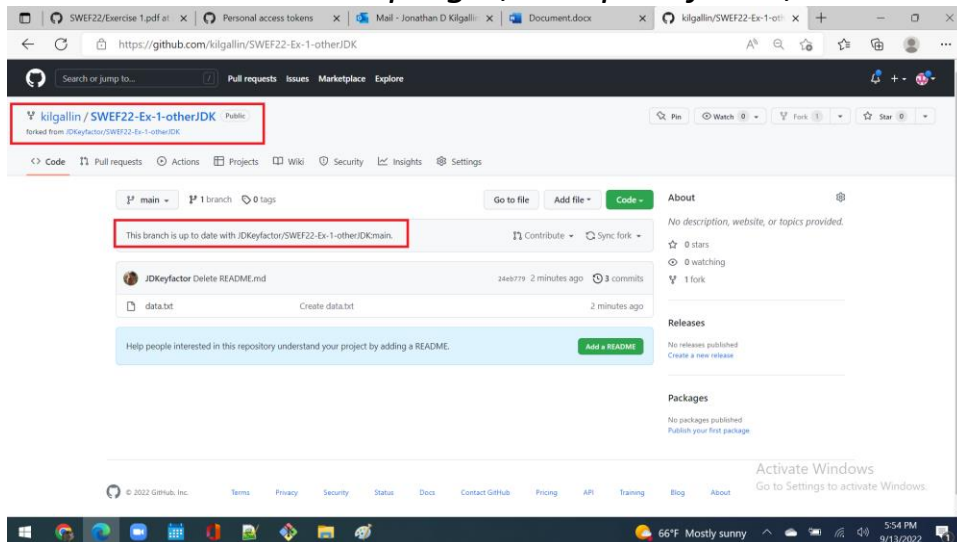 SWEF22/Exercise 1.pdf at Personal access tokens Mail - Jonathan D Kilgallin Document.docx kilgallin/SWEF22-Ex-1-oth
https://github.com/kilgallin/SWEF22-Ex-1-otherJDK
Search or jump to... / Pull requests Issues Marketplace Explore
kilgallin / SWEF22-Ex-1-otherJDK Public
Pin Watch 0 Fork 1 Star 0
forked from JDKeyfactor/SWEF22-Ex-1-otherJDK
Code Pull requests Actions Projects Wiki Security Insights Settings
main 1 branch 0 tags Go to file Add file Code
This branch is up to date with JDKeyfactor/SWEF22-Ex-1-otherJDK:main. Contribute Sync fork
JDKeyfactor Delete README.md 24eb779 2 minutes ago 3 commits
data.txt Create data.txt 2 minutes ago
Help people interested in this repository understand your project by adding a README. Add a README
About
No description, website, or topics provided.
0 stars
0 watching
1 fork
Releases
No releases published
Create a new release
Packages
No packages published
Publish your first package
© 2022 GitHub, Inc. Terms Privacy Security Status Docs Contact GitHub Pricing API Training Blog About
Activate Windows
Go to Settings to activate Windows.
66°F Mostly sunny 5:54 PM
9/13/2022